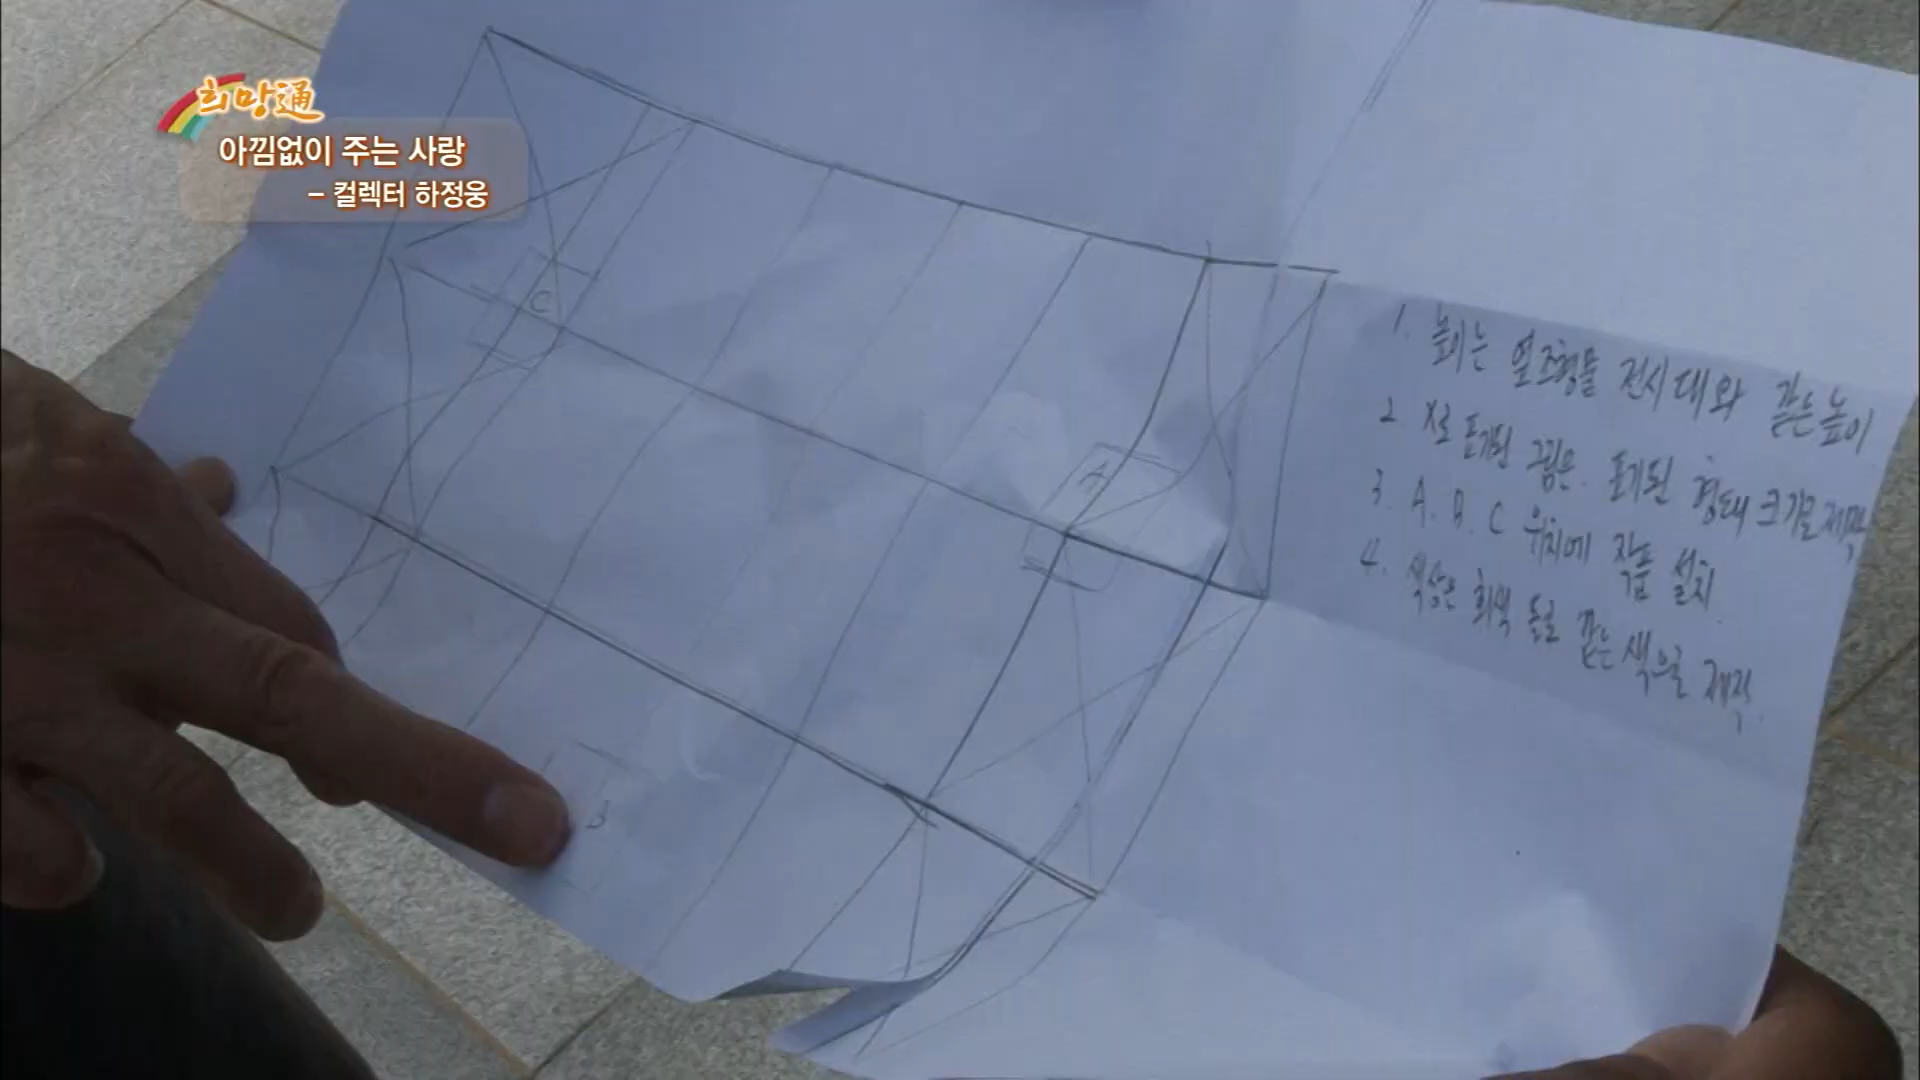 희망通
아낌없이 주는 사랑
– 컬렉터 하정웅
C
A
B
1. 높이는 열조형물 전시대와 같은 높이
2 X로 표기된 그림은. 표기된 형태 크기로 제작
3. A. B. C 위치에 작품 설치
4. 색상은 회색 돌로 같은 색으로 제작.